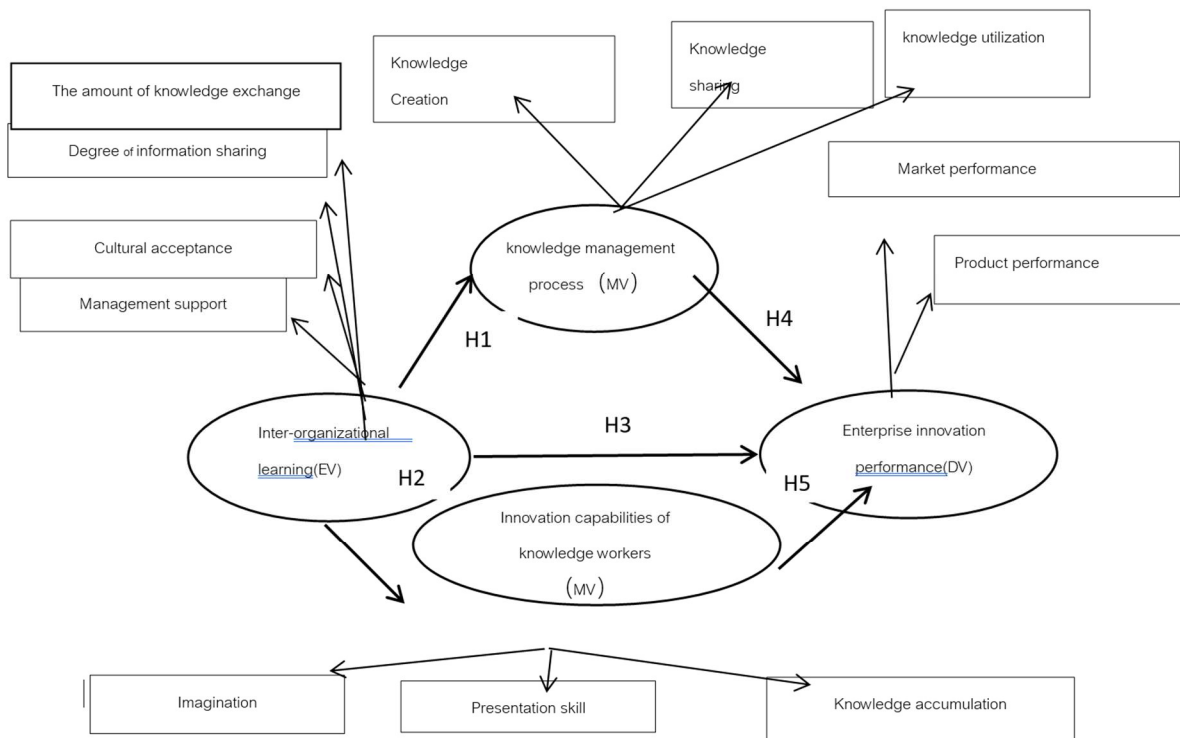 The amount of knowledge exchange
Degree of information sharing
Cultural acceptance
Management support
Knowledge
Creation
Knowledge
sharing
knowledge utilization
Market performance
Product performance
knowledge management
process (MV)
H1
H4
Inter-organizational
learning(EV)
H2
H3
Enterprise innovation
performance(DV)
H5
Innovation capabilities of
knowledge workers
(MV)
Imagination
Presentation skill
Knowledge accumulation